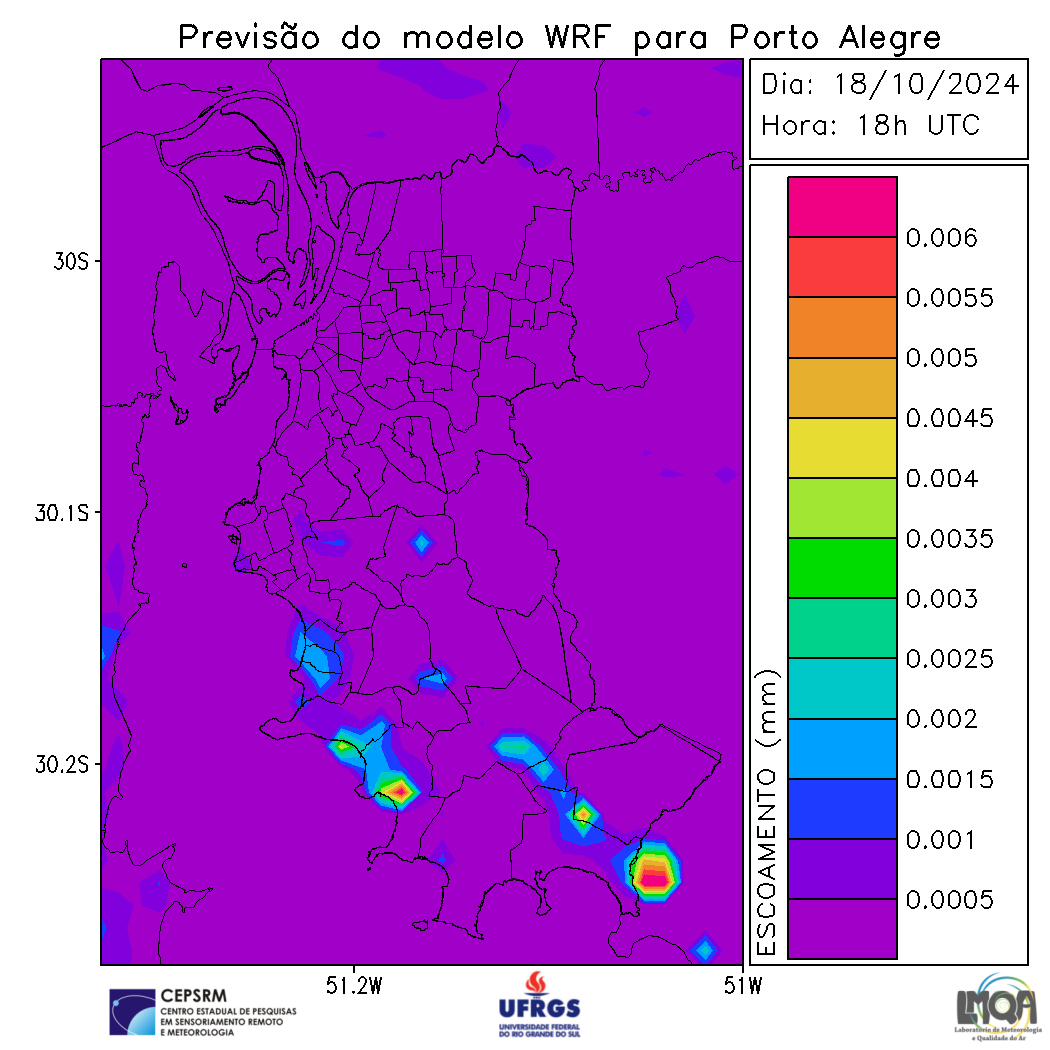 Previsão do modelo WRF para Porto Alegre
Dia: 18/10/2024
Hora: 18h UTC
30S
30.1S
30.2S
51.2W
51W
0.006
0.0055
0.005
0.0045
0.004
0.0035
0.003
0.0025
0.002
0.0015
0.001
0.0005
ESCOAMENTO (mm)
CEPSRM
CENTRO ESTADUAL DE PESQUISAS
EM SENSORIAMENTO REMOTO
E METEOROLOGIA
UFRGS
UNIVERSIDADE FEDERAL
DO RIO GRANDE DO SUL
LMQA
Laboratório de Meteorologia
e Qualidade do Ar